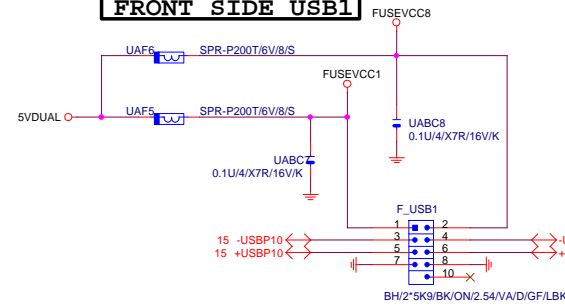 FRONT SIDE USB1
FUSEVCC8
UAF6 SPR-P200T/6V/8/S
FUSEVCC1
5VDUAL
UAF5 SPR-P200T/6V/8/S
UABC8
0.1U/4/X7R/16V/K
UABC7
0.1U/4/X7R/16V/K
F_USB1
1 2
15 -USBP10 3 4
15 +USBP10 5 6
7 8
10
BH/2*5K9/BK/ON/2.54/VA/D/GF/LBK